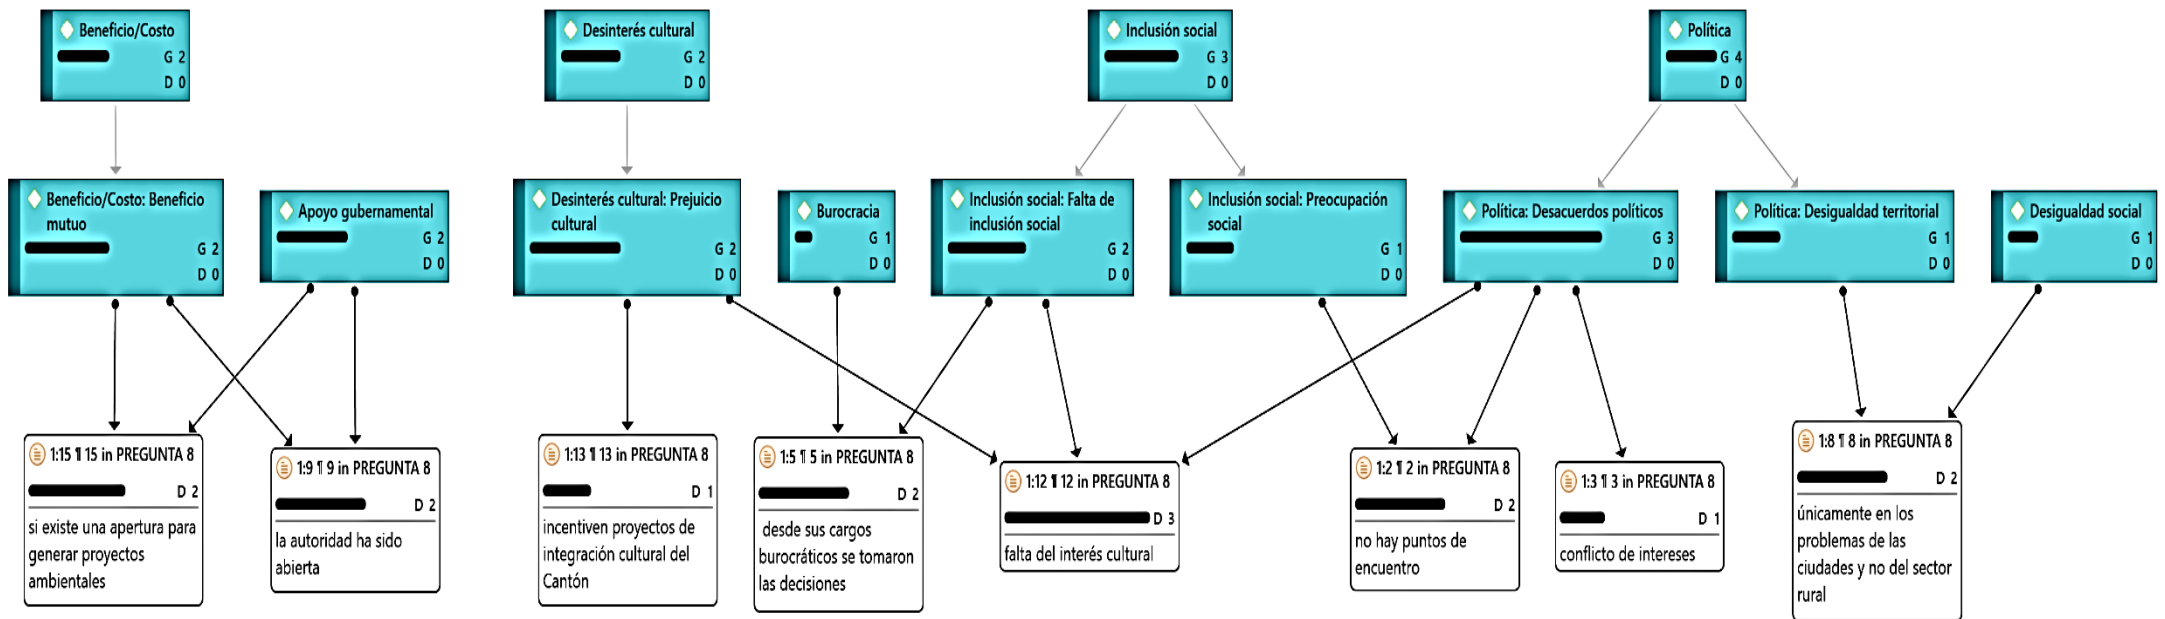 Beneficio/Costo
G 2
D 0
Desinterés cultural
G 2
D 0
Inclusión social
G 3
D 0
Política
G 4
D 0
Beneficio/Costo: Beneficio
mutuo
G 2
D 0
Apoyo gubernamental
G 2
D 0
Desinterés cultural: Prejuicio
cultural
G 2
D 0
Burocracia
G 1
D 0
Inclusión social: Falta de
inclusión social
G 2
D 0
Inclusión social: Preocupación
social
G 1
D 0
Política: Desacuerdos políticos
G 3
D 0
Política: Desigualdad territorial
G 1
D 0
Desigualdad social
G 1
D 0
1:15 ¶ 15 in PREGUNTA 8
D 2
si existe una apertura para
generar proyectos
ambientales
1:9 ¶ 9 in PREGUNTA 8
D 2
la autoridad ha sido
abierta
1:13 ¶ 13 in PREGUNTA 8
D 1
incentiven proyectos de
integración cultural del
Cantón
1:5 ¶ 5 in PREGUNTA 8
D 2
desde sus cargos
burocráticos se tomaron
las decisiones
1:12 ¶ 12 in PREGUNTA 8
D 3
falta del interés cultural
1:2 ¶ 2 in PREGUNTA 8
D 2
no hay puntos de
encuentro
1:3 ¶ 3 in PREGUNTA 8
D 1
conflicto de intereses
1:8 ¶ 8 in PREGUNTA 8
D 2
únicamente en los
problemas de las
ciudades y no del sector
rural